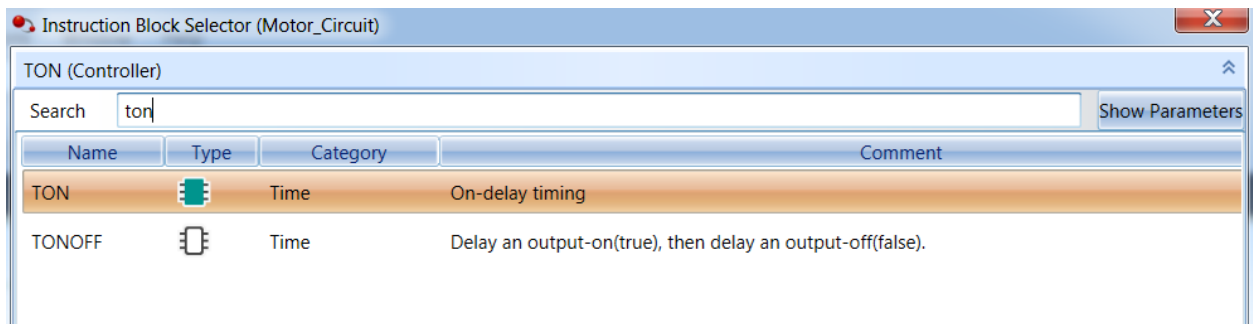 Instruction Block Selector (Motor_Circuit)
TON (Controller)
Search ton Show Parameters
Name Type Category Comment
TON Time On-delay timing
TONOFF Time Delay an output-on(true), then delay an output-off(false).